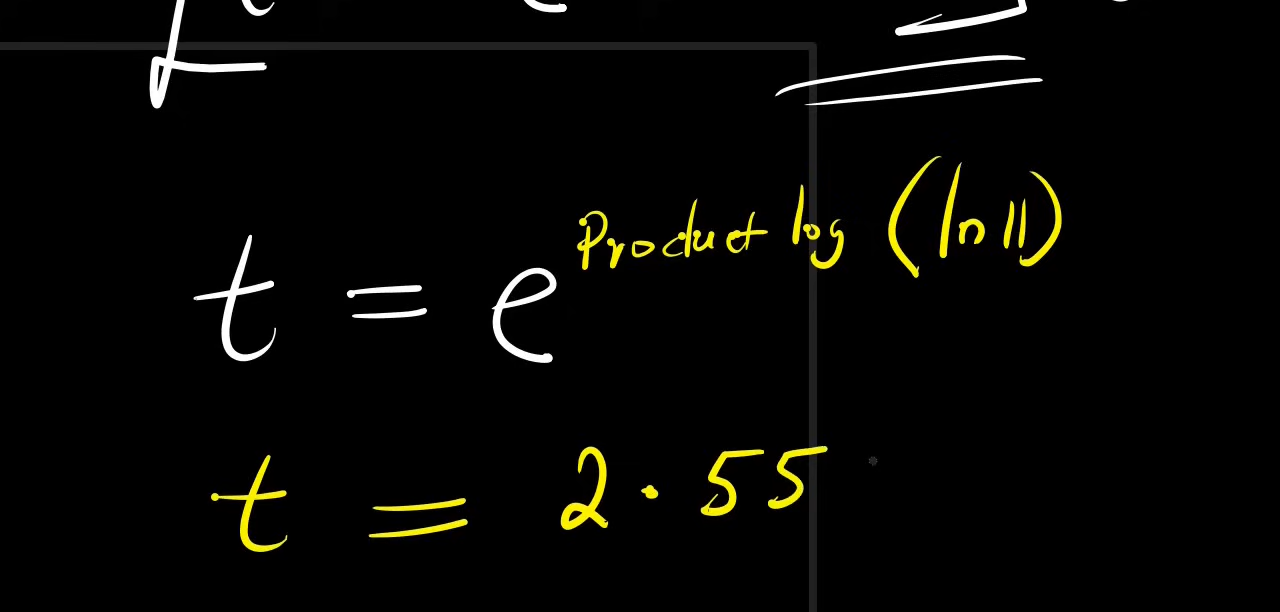 t = e^Product log (ln 11)
t = 2.55